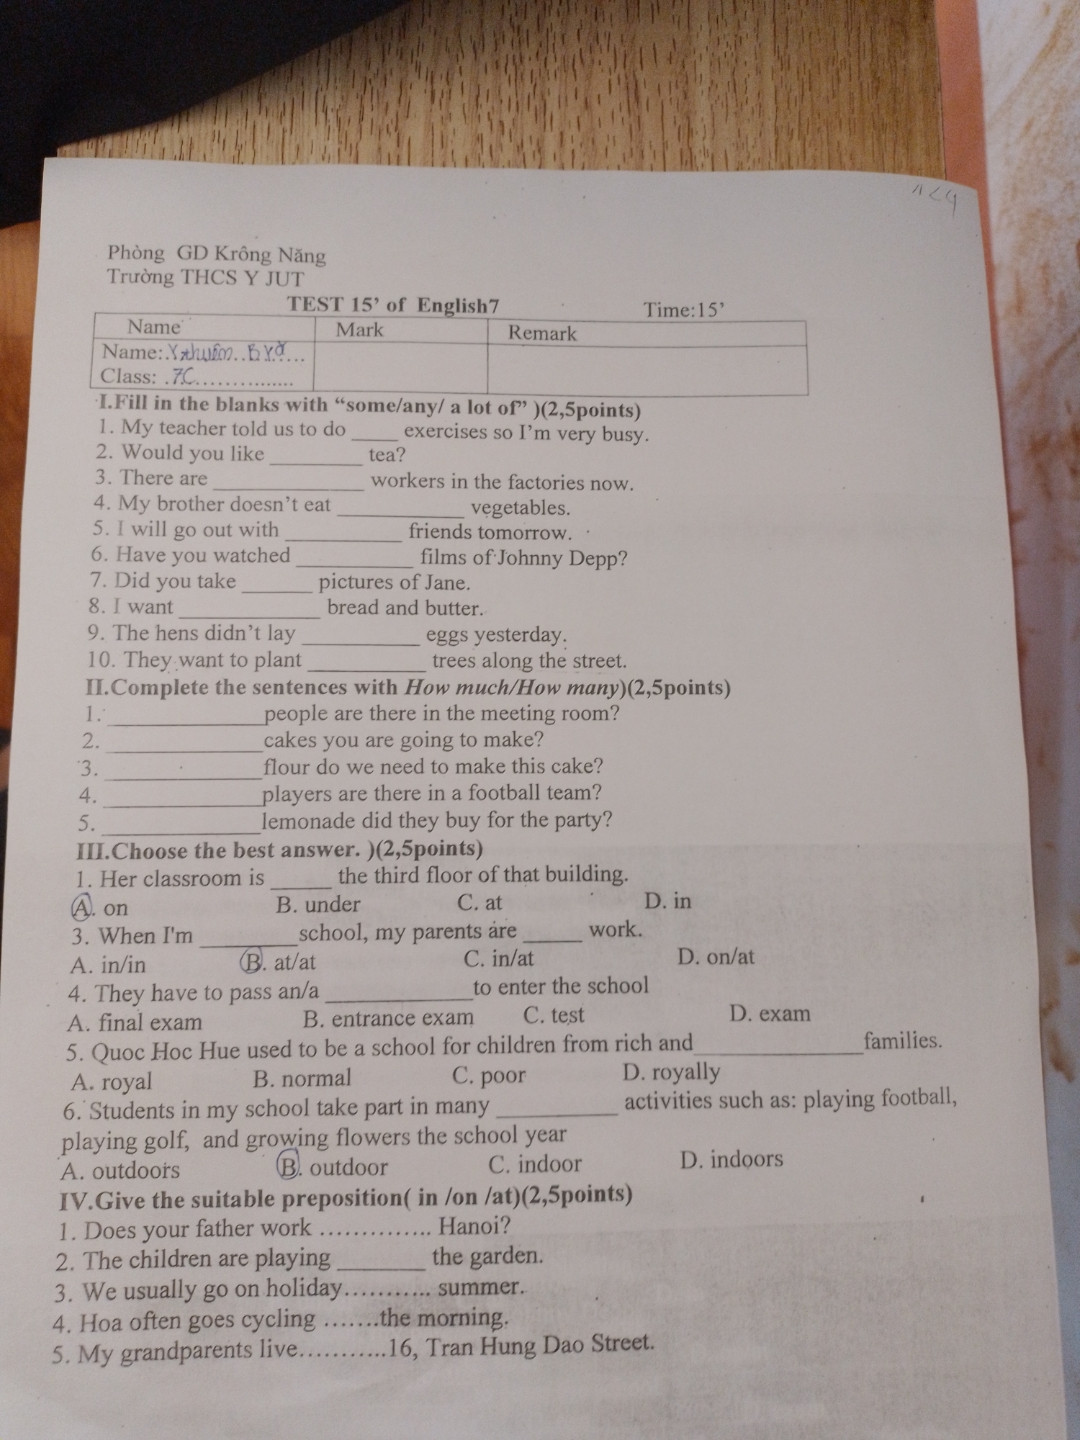 Phòng GD Krông Năng
Trường THCS Y JUT
TEST 15’ of English7 Time:15’
Name Mark Remark
Name:
Class: .7C...............
I.Fill in the blanks with “some/any/ a lot of” )(2,5points)
1. My teacher told us to do ____ exercises so I’m very busy.
2. Would you like ________ tea?
3. There are ______________ workers in the factories now.
4. My brother doesn’t eat ____________ vegetables.
5. I will go out with ___________ friends tomorrow.
6. Have you watched ___________ films of Johnny Depp?
7. Did you take ______ pictures of Jane.
8. I want _____________ bread and butter.
9. The hens didn’t lay ___________ eggs yesterday.
10. They want to plant ___________ trees along the street.
II.Complete the sentences with How much/How many)(2,5points)
1. ______________people are there in the meeting room?
2. ______________cakes you are going to make?
3. ______________flour do we need to make this cake?
4. ______________players are there in a football team?
5. ______________lemonade did they buy for the party?
III.Choose the best answer. )(2,5points)
1. Her classroom is _____ the third floor of that building.
A. on B. under C. at D. in
3. When I'm ________school, my parents are _____ work.
A. in/in B. at/at C. in/at D. on/at
4. They have to pass an/a _____________to enter the school
A. final exam B. entrance exam C. test D. exam
5. Quoc Hoc Hue used to be a school for children from rich and______________families.
A. royal B. normal C. poor D. royally
6. Students in my school take part in many __________ activities such as: playing football,
playing golf, and growing flowers the school year
A. outdoors B. outdoor C. indoor D. indoors
IV.Give the suitable preposition( in /on /at)(2,5points)
1. Does your father work .............. Hanoi?
2. The children are playing ________ the garden.
3. We usually go on holiday........... summer.
4. Hoa often goes cycling .......the morning.
5. My grandparents live...........16, Tran Hung Dao Street.